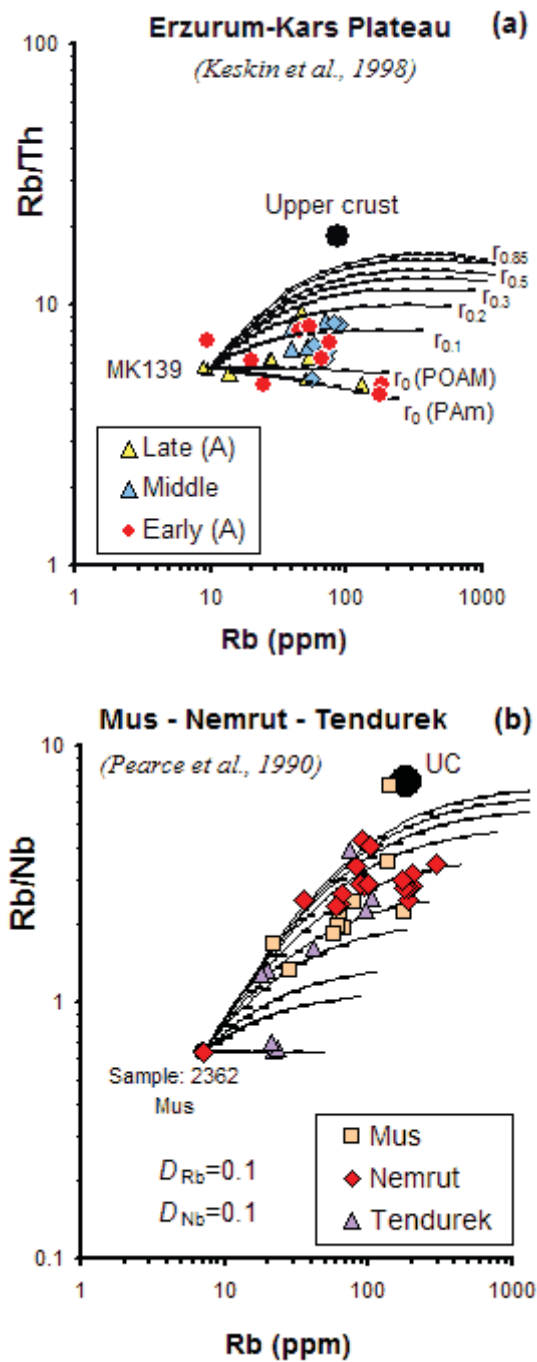 Erzurum-Kars Plateau (a)
(Keskin et al., 1998)
100
Rb/Th
Upper crust
r0.85
r0.5
10
r0.3
r0.2
r0.1
MK139
r0 (POAM)
r0 (PAm)
Late (A)
Middle
Early (A)
1
1 10 100 1000
Rb (ppm)
Mus - Nemrut - Tendurek (b)
10
(Pearce et al., 1990)
UC
Rb/Nb
1
Sample: 2362
Mus
DRb=0.1
DNb=0.1
Mus
Nemrut
Tendurek
0.1
1 10 100 1000
Rb (ppm)